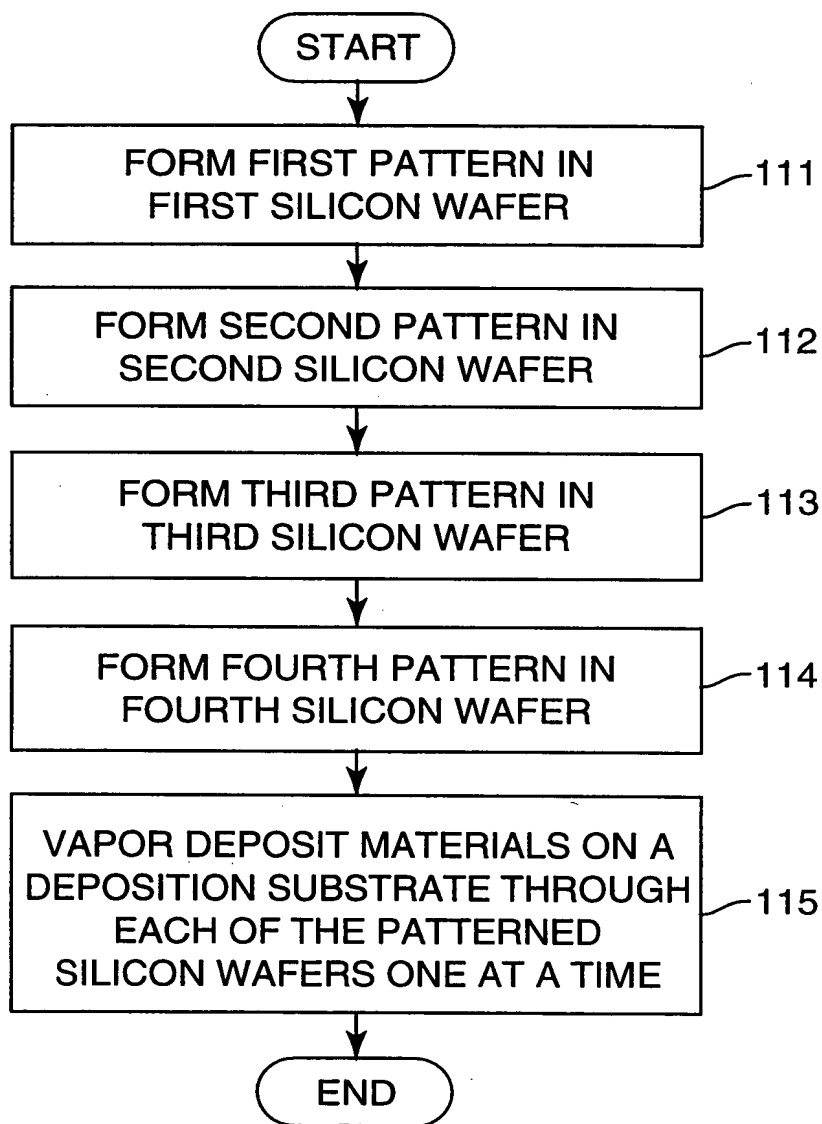 START
FORM FIRST PATTERN IN
FIRST SILICON WAFER
111
FORM SECOND PATTERN IN
SECOND SILICON WAFER
112
FORM THIRD PATTERN IN
THIRD SILICON WAFER
113
FORM FOURTH PATTERN IN
FOURTH SILICON WAFER
114
VAPOR DEPOSIT MATERIALS ON A
DEPOSITION SUBSTRATE THROUGH
EACH OF THE PATTERNED
SILICON WAFERS ONE AT A TIME
115
END